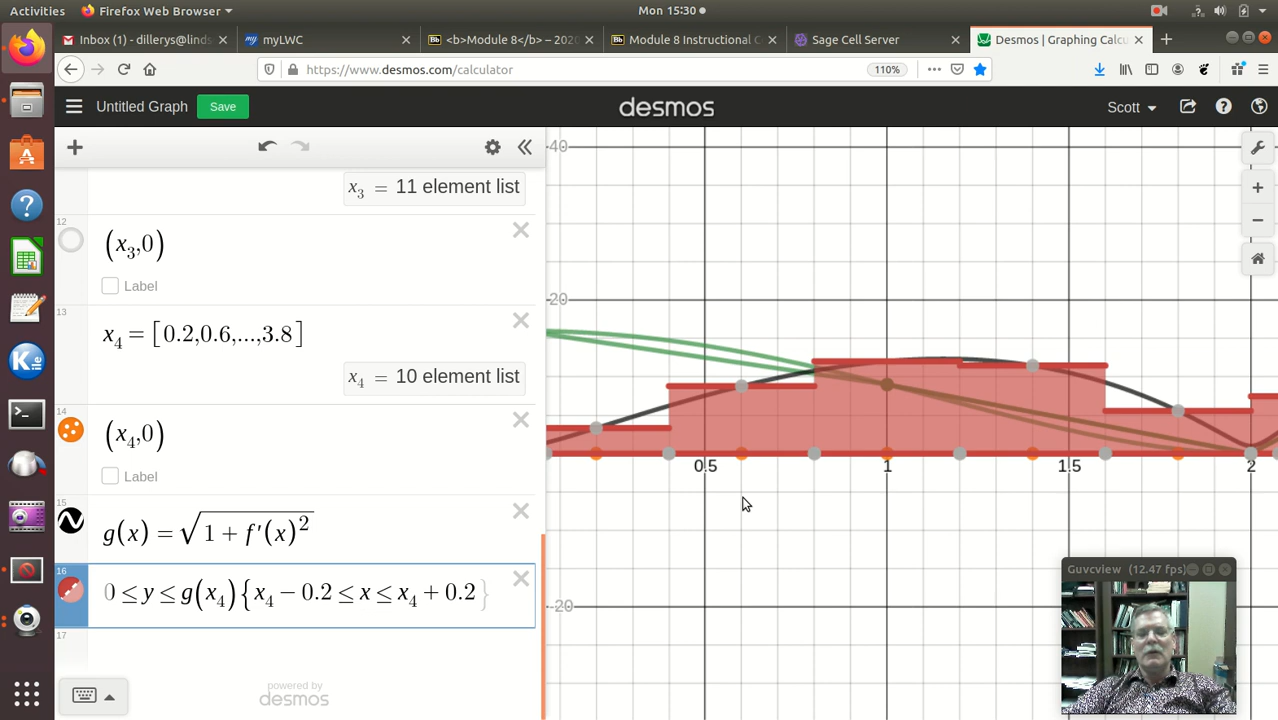 Activities Firefox Web Browser Mon 15:30
Inbox (1) - dillerys@linds myLWC <b>Module 8</b> – 202 Module 8 Instructional C Sage Cell Server Desmos | Graphing Calcu
https://www.desmos.com/calculator 110%
Untitled Graph Save desmos Scott
x₃ = 11 element list
12
(x₃,0)
Label
13
x₄ = [0.2,0.6,...,3.8]
x₄ = 10 element list
14
(x₄,0)
Label
15
g(x) = √1 + f'(x)²
16
0 ≤ y ≤ g(x₄){x₄ − 0.2 ≤ x ≤ x₄ + 0.2}
17
powered by
desmos
40
20
0.5 1 1.5 2
-20
Guvcview (12.47 fps)